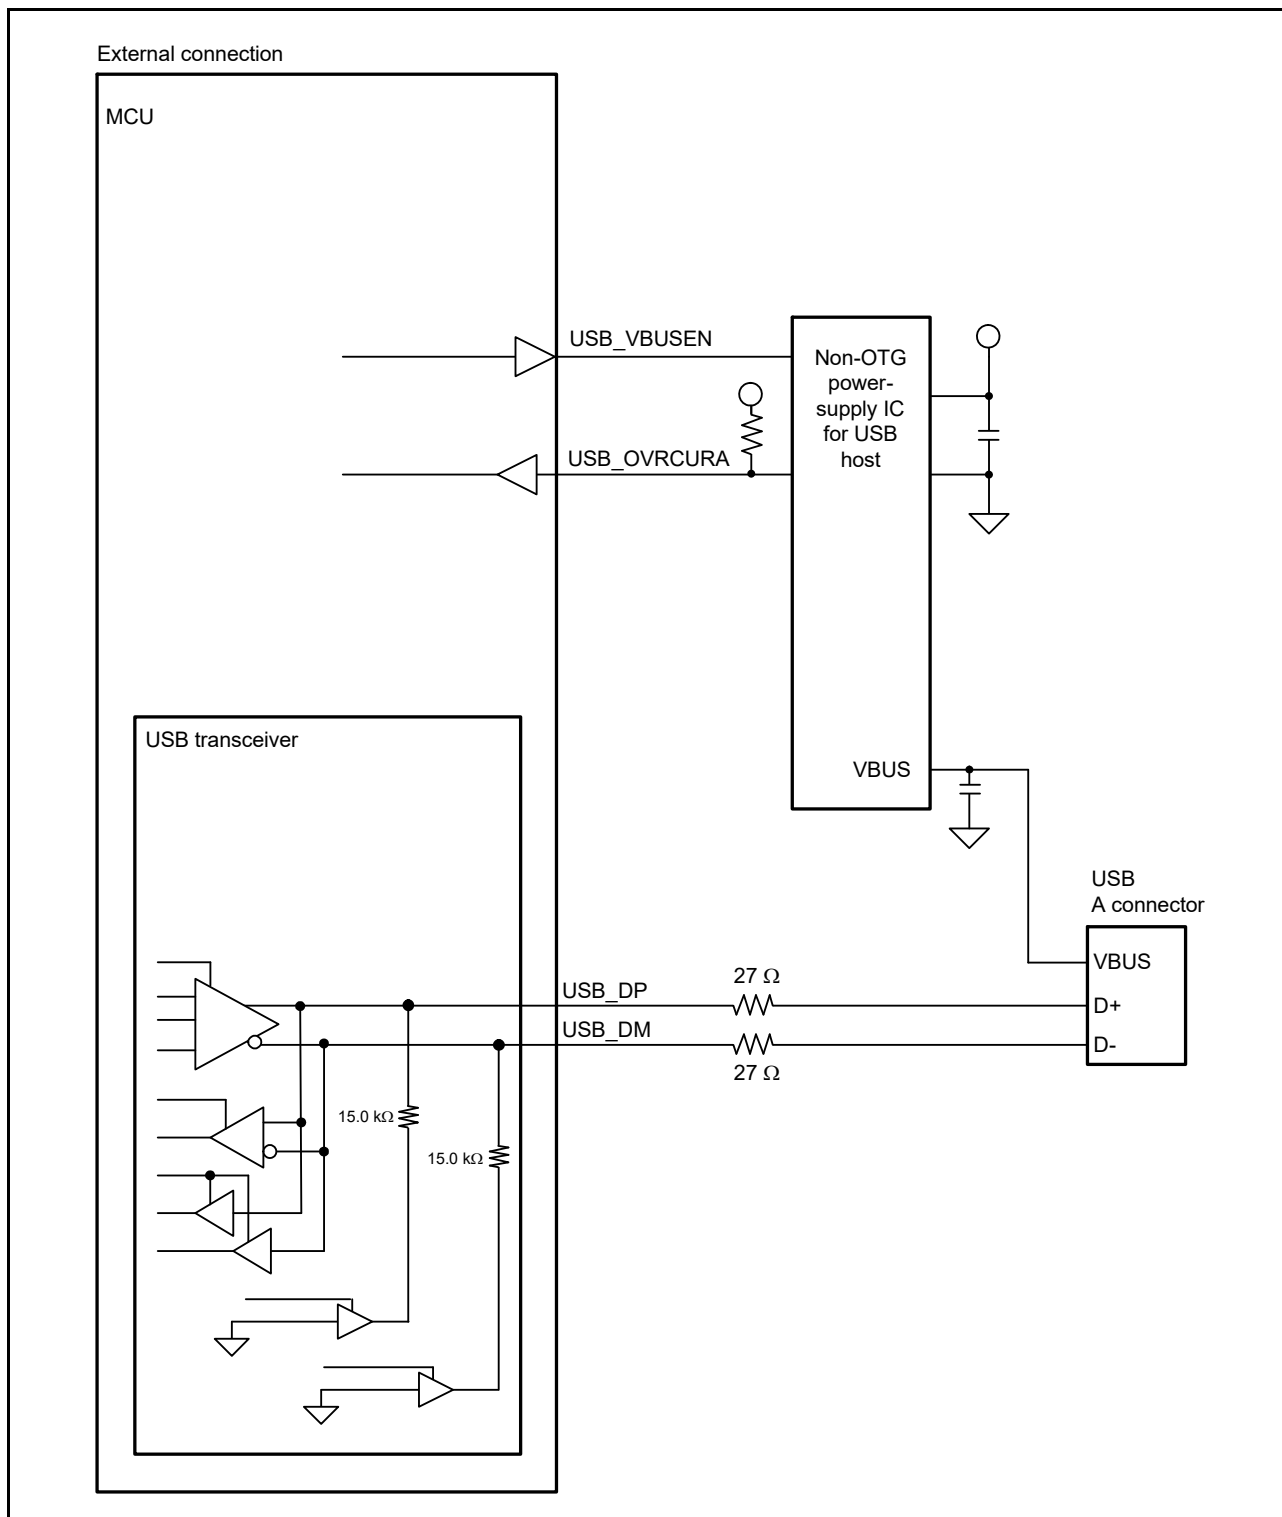 External connection
MCU
USB_VBUSEN
Non-OTG
power-
supply IC
for USB
host
USB_OVRCURA
USB transceiver
VBUS
USB
A connector
VBUS
27 Ω
USB_DP
D+
USB_DM
D-
27 Ω
15.0 kΩ
15.0 kΩ